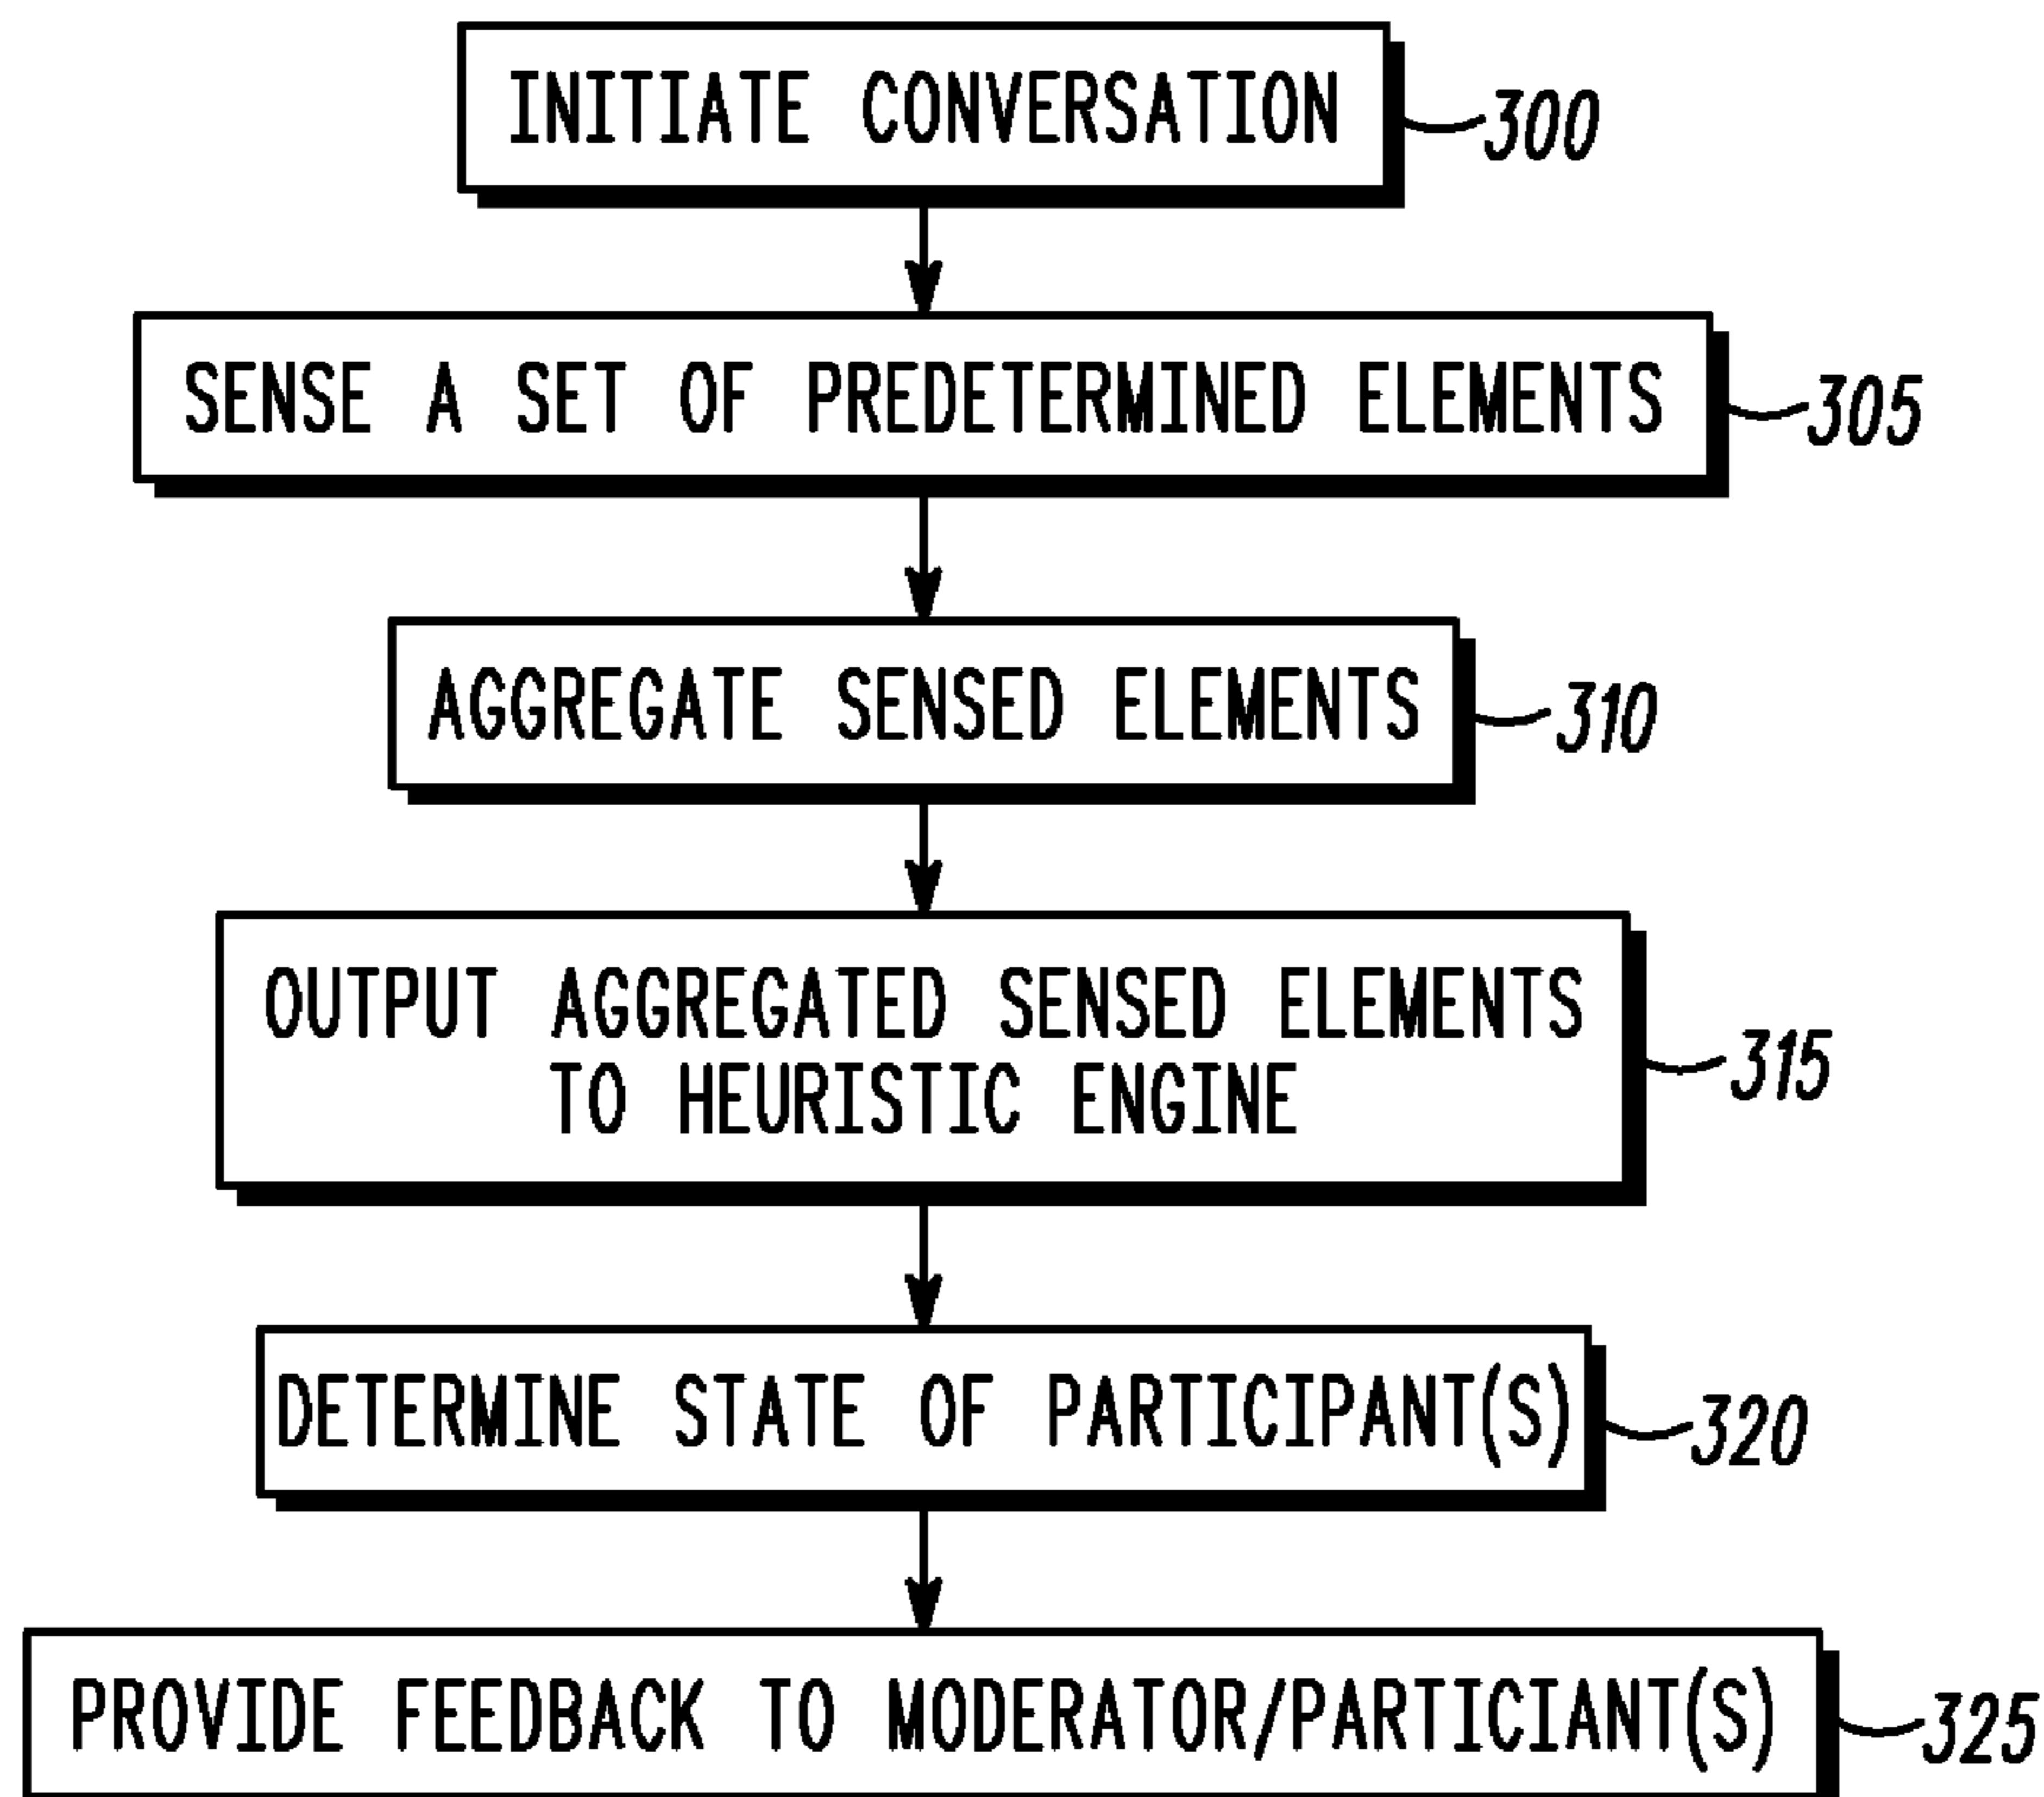 INITIATE CONVERSATION
300
SENSE A SET OF PREDETERMINED ELEMENTS
305
AGGREGATE SENSED ELEMENTS
310
OUTPUT AGGREGATED SENSED ELEMENTS
TO HEURISTIC ENGINE
315
DETERMINE STATE OF PARTICIPANT(S)
320
PROVIDE FEEDBACK TO MODERATOR/PARTICIANT(S)
325